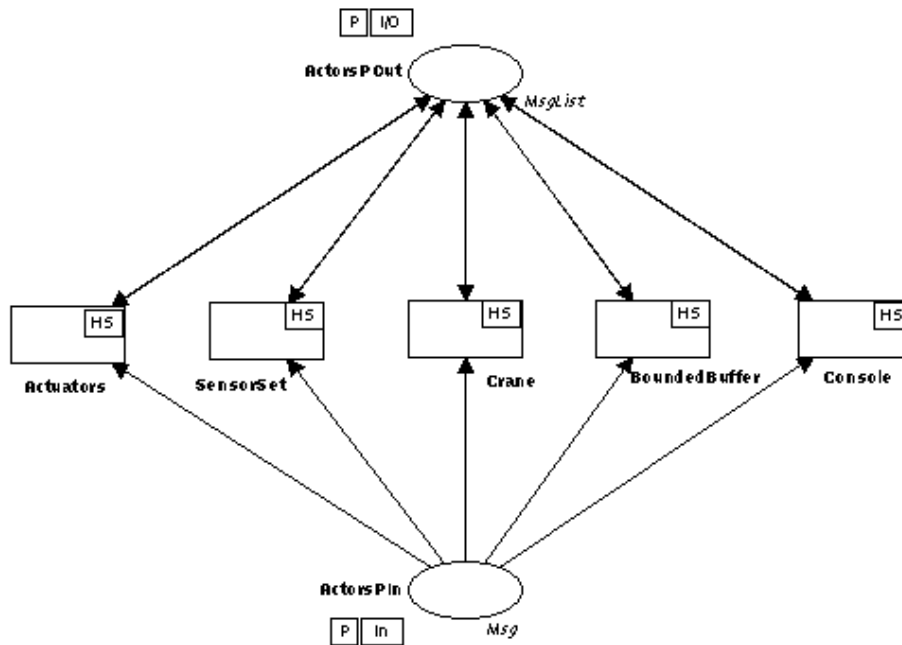 P I/O
ActorsPOut
MsgList
HS HS HS HS HS
Actuators SensorSet Crane BoundedBuffer Console
ActorsPIn
P In Msg